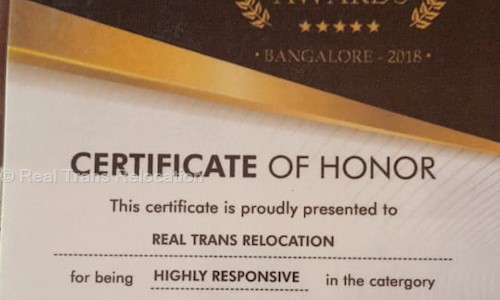 AWARDS
• BANGALORE - 2018 •
CERTIFICATE OF HONOR
© Real Trans Relocation
This certificate is proudly presented to
REAL TRANS RELOCATION
for being HIGHLY RESPONSIVE in the catergory